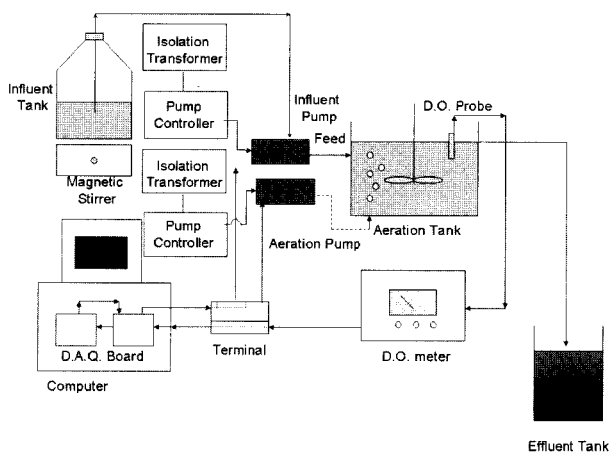 Isolation
Transformer
Influent
Tank
Pump
Controller
Influent Pump
Feed
D.O. Probe
Magnetic
Stirrer
Isolation
Transformer
Pump
Controller
Aeration Pump
Aeration Tank
D.A.Q. Board
Terminal
D.O. meter
Computer
Effluent Tank